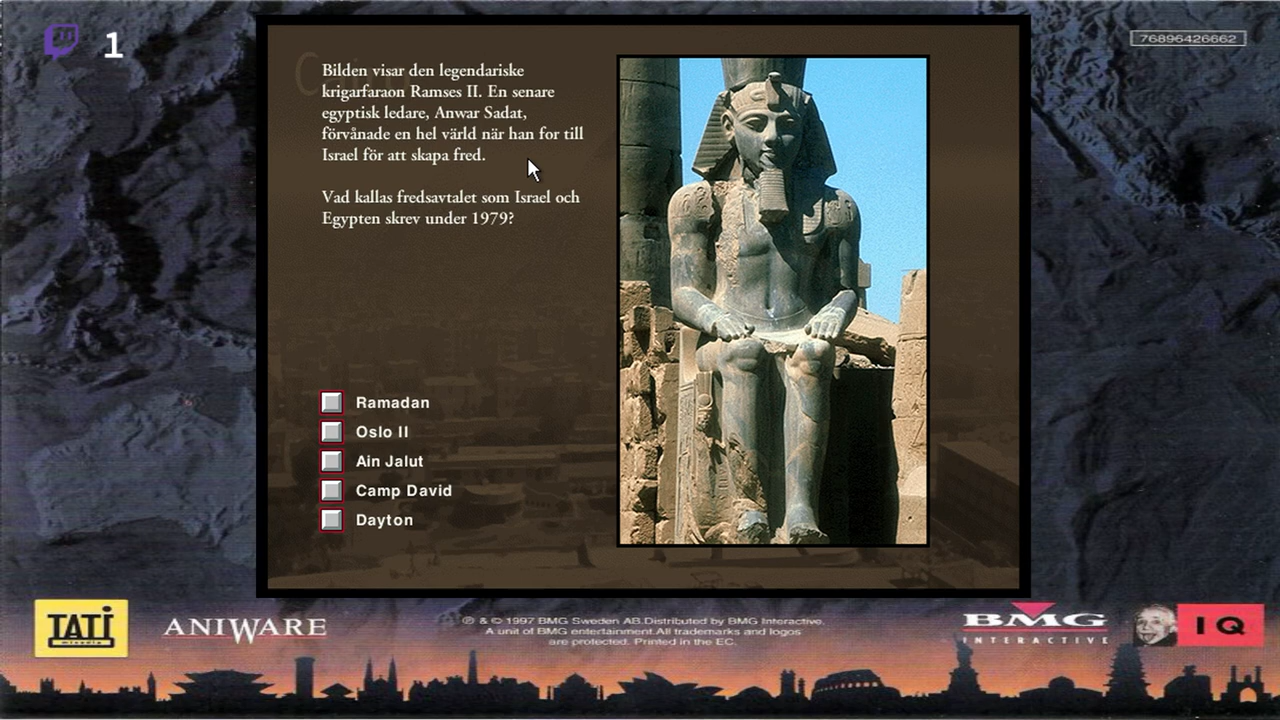 1
76896426662
Bilden visar den legendariske
krigarfaraon Ramses II. En senare
egyptisk ledare, Anwar Sadat,
förvånade en hel värld när han for till
Israel för att skapa fred.
Vad kallas fredsavtalet som Israel och
Egypten skrev under 1979?
Ramadan
Oslo II
Ain Jalut
Camp David
Dayton
TATI
ANIWARE
℗ & © 1997 BMG Sweden AB.Distributed by BMG Interactive.
A unit of BMG entertainment.All trademarks and logos
are protected. Printed in the EC.
BMG
INTERACTIVE
IQ